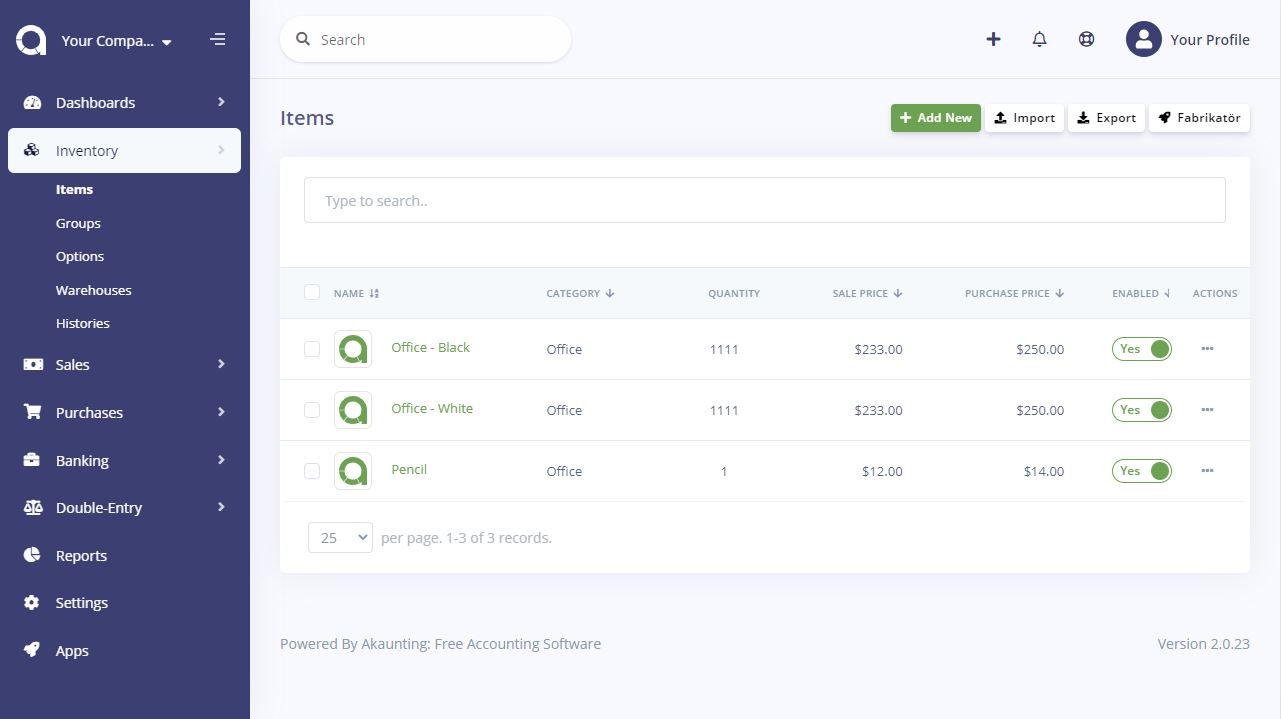 Your Compa...
Dashboards
Inventory
Items
Groups
Options
Warehouses
Histories
Sales
Purchases
Banking
Double-Entry
Reports
Settings
Apps
Search
Your Profile
Items
Add New
Import
Export
Fabrikatör
Type to search..
NAME CATEGORY QUANTITY SALE PRICE PURCHASE PRICE ENABLED ACTIONS
Office - Black Office 1111 $233.00 $250.00 Yes
Office - White Office 1111 $233.00 $250.00 Yes
Pencil Office 1 $12.00 $14.00 Yes
25 per page. 1-3 of 3 records.
Powered By Akaunting: Free Accounting Software
Version 2.0.23